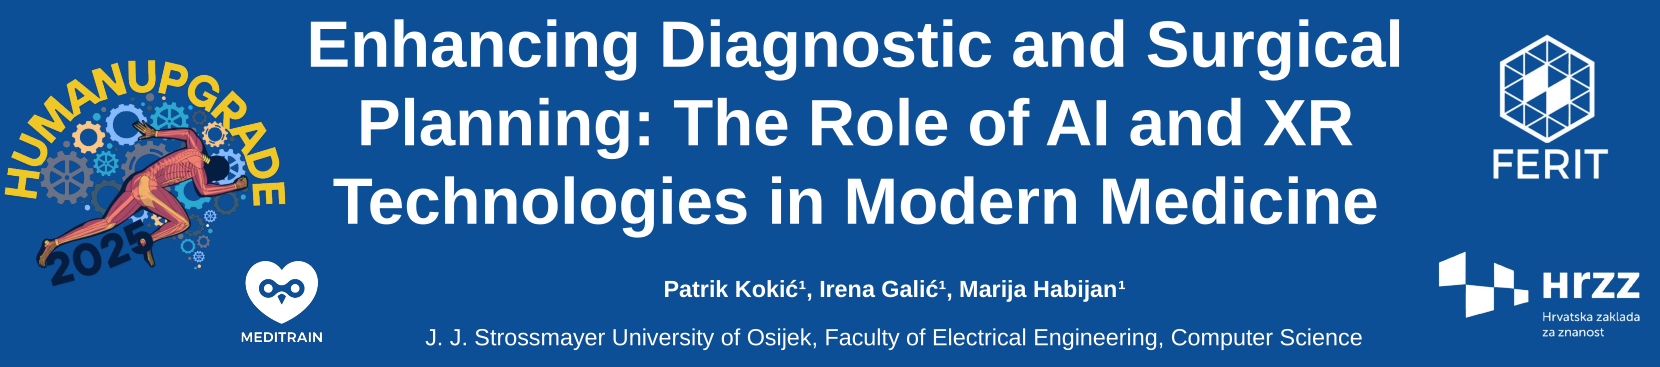 HUMANUPGRADE
2025
MEDITRAIN
Enhancing Diagnostic and Surgical
Planning: The Role of AI and XR
Technologies in Modern Medicine
Patrik Kokić¹, Irena Galić¹, Marija Habijan¹
J. J. Strossmayer University of Osijek, Faculty of Electrical Engineering, Computer Science
FERIT
HrZZ
Hrvatska zaklada
za znanost